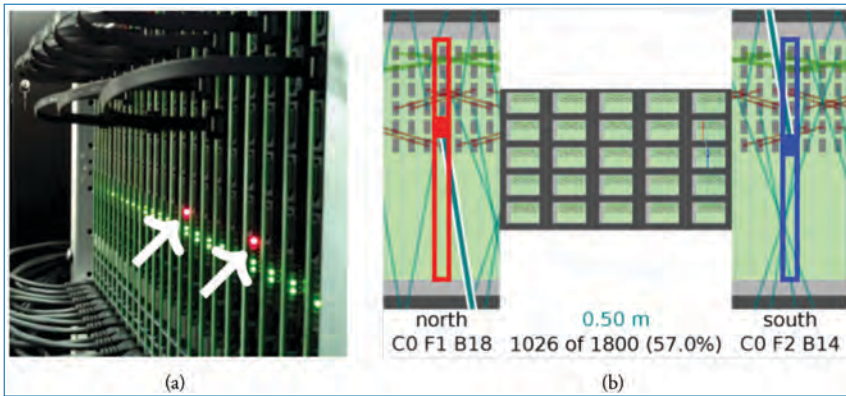 north
0.50 m
south
C0 F1 B18
1026 of 1800 (57.0%)
C0 F2 B14
(a)
(b)